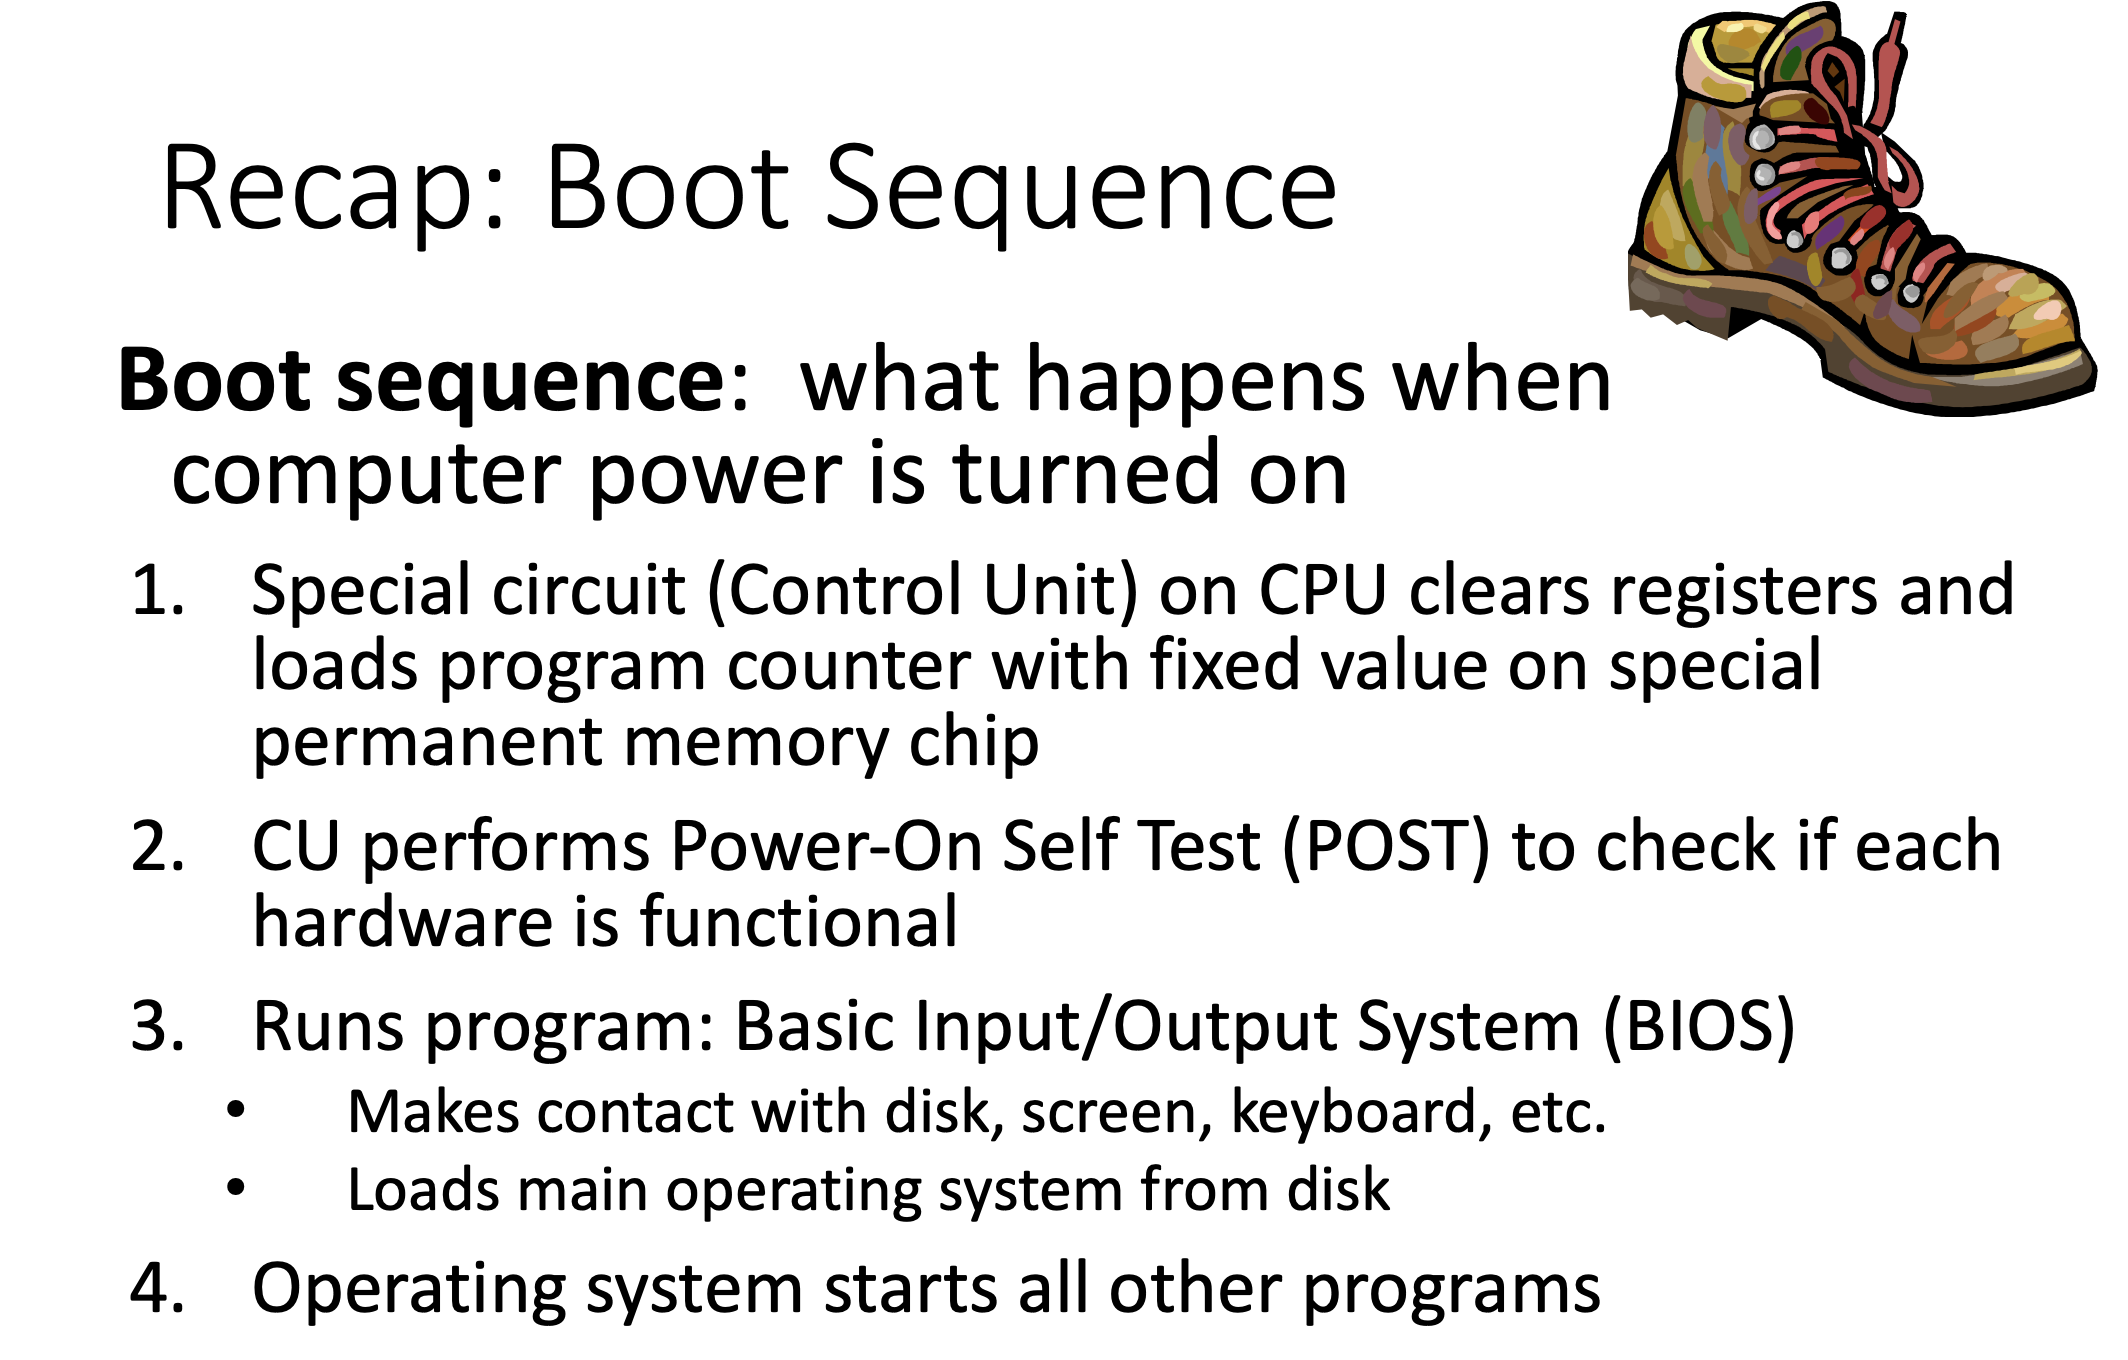 Recap: Boot Sequence
Boot sequence:  what happens when
computer power is turned on
1. Special circuit (Control Unit) on CPU clears registers and
loads program counter with fixed value on special
permanent memory chip
2. CU performs Power-On Self Test (POST) to check if each
hardware is functional
3. Runs program: Basic Input/Output System (BIOS)
• Makes contact with disk, screen, keyboard, etc.
• Loads main operating system from disk
4. Operating system starts all other programs